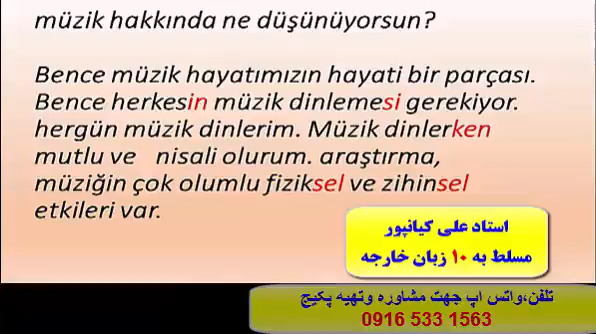 müzik hakkında ne düşünüyorsun?
Bence müzik hayatımızın hayati bir parçası.
Bence herkesin müzik dinlemesi gerekiyor.
hergün müzik dinlerim. Müzik dinlerken
mutlu ve nisali olurum. araştırma,
müziğin çok olumlu fiziksel ve zihinsel
etkileri var.
استاد علی کیانپور
مسلط به ۱۰ زبان خارجه
تلفن،واتس اپ جهت مشاوره وتهیه پکیج
0916 533 1563